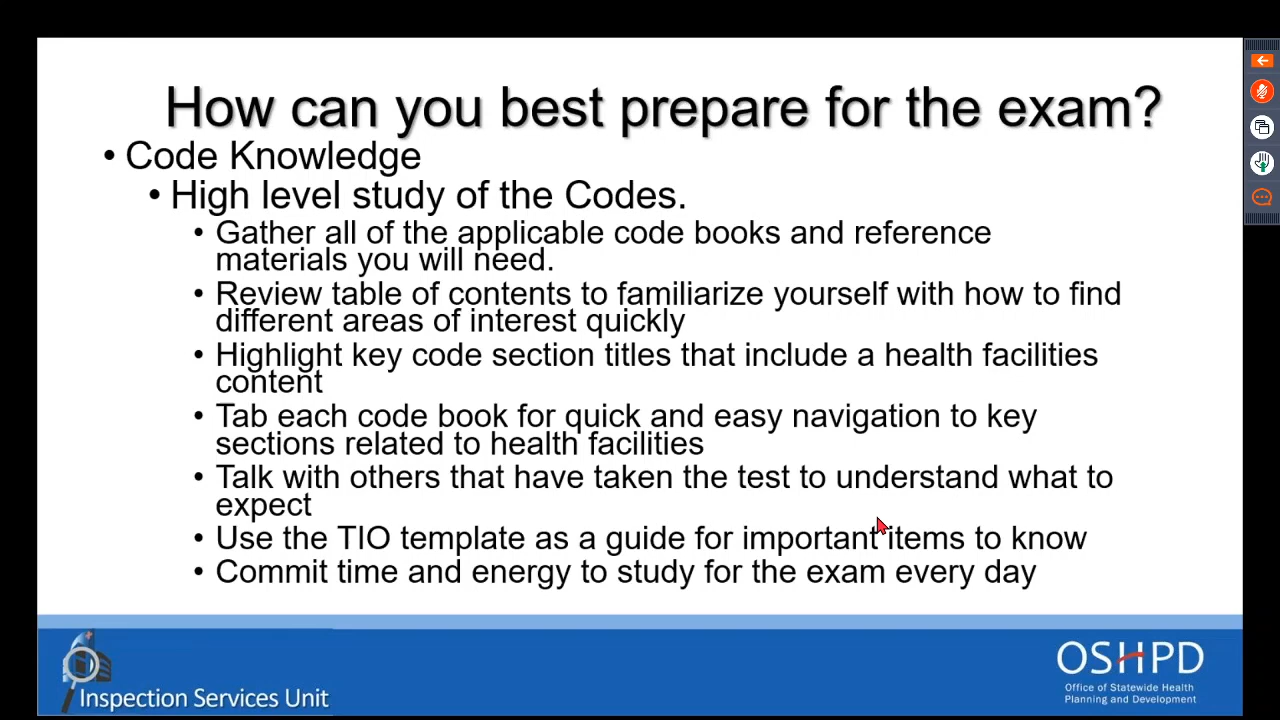 How can you best prepare for the exam?
• Code Knowledge
• High level study of the Codes.
• Gather all of the applicable code books and reference
materials you will need.
• Review table of contents to familiarize yourself with how to find
different areas of interest quickly
• Highlight key code section titles that include a health facilities
content
• Tab each code book for quick and easy navigation to key
sections related to health facilities
• Talk with others that have taken the test to understand what to
expect
• Use the TIO template as a guide for important items to know
• Commit time and energy to study for the exam every day
Inspection Services Unit
OSHPD
Office of Statewide Health
Planning and Development